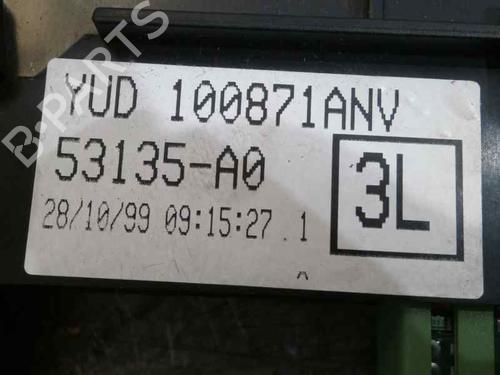 B-PARTS
YUD 100871ANV
53135-A0
3L
28/10/99 09:15:27 .1
^